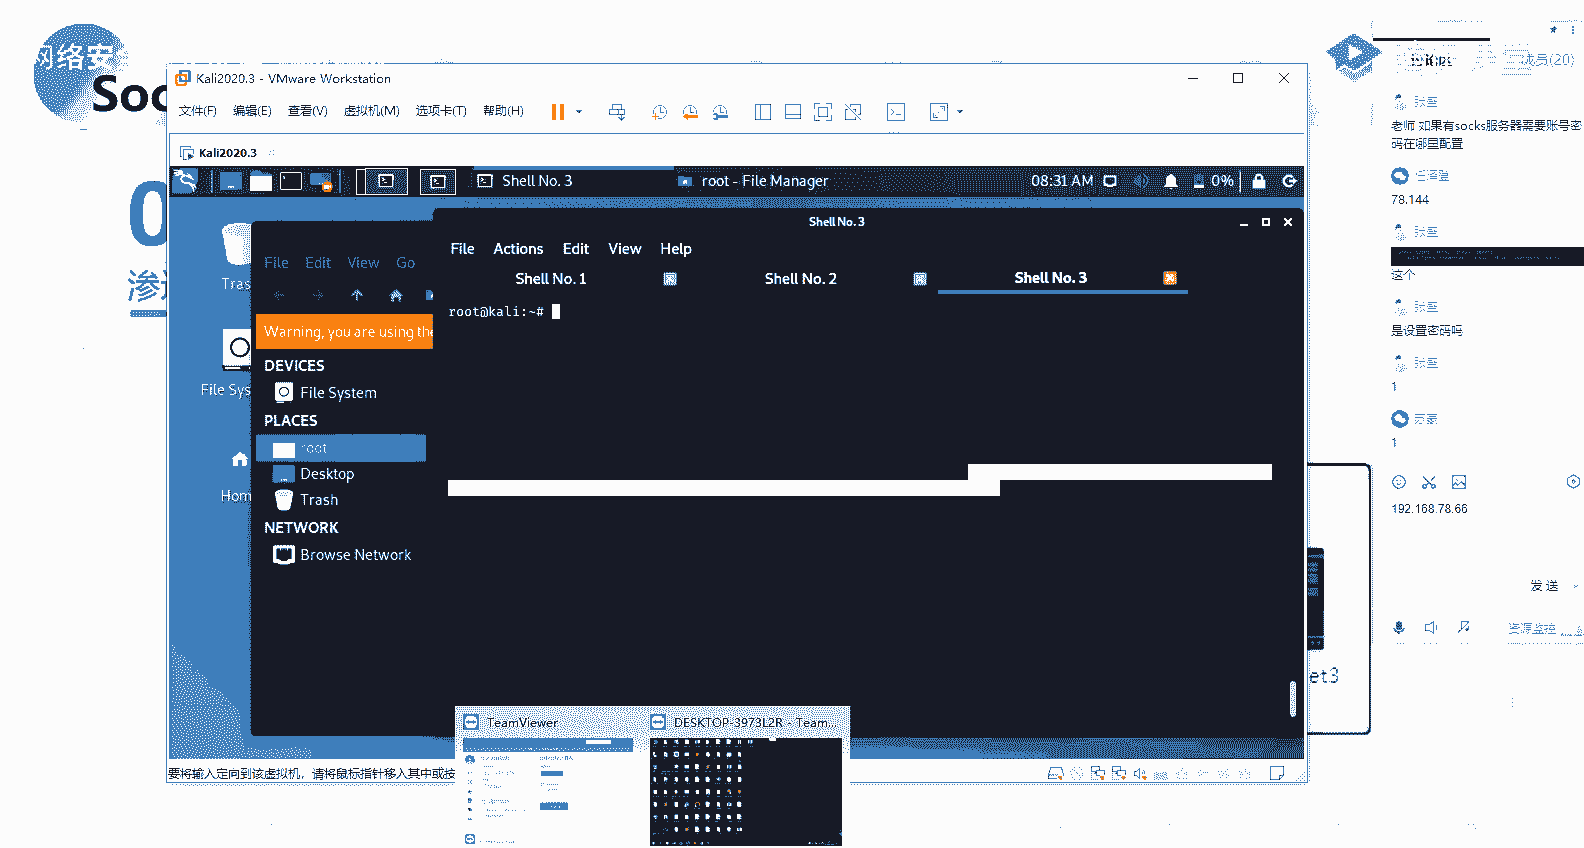 网络安
Soc
Kali2020.3 - VMware Workstation
文件(F) 编辑(E) 查看(V) 虚拟机(M) 选项卡(T) 帮助(H)
Kali2020.3
Shell No. 3
root - File Manager
08:31 AM
0%
0
渗
Tras
File Sys
Hom
File Edit View Go
Warning, you are using the
DEVICES
File System
PLACES
root
Desktop
Trash
NETWORK
Browse Network
Shell No. 3
File Actions Edit View Help
Shell No. 1
Shell No. 2
Shell No. 3
root@kali:~#
TeamViewer
DESKTOP-3973L2R - Team...
要将输入定向到该虚拟机，请将鼠标指针移入其中或按
et3
成员(20)
老师 如果有socks服务器需要账号密
码在哪里配置
78.144
这个
是设置密码吗
1
1
192.168.78.66
发送
资源监控